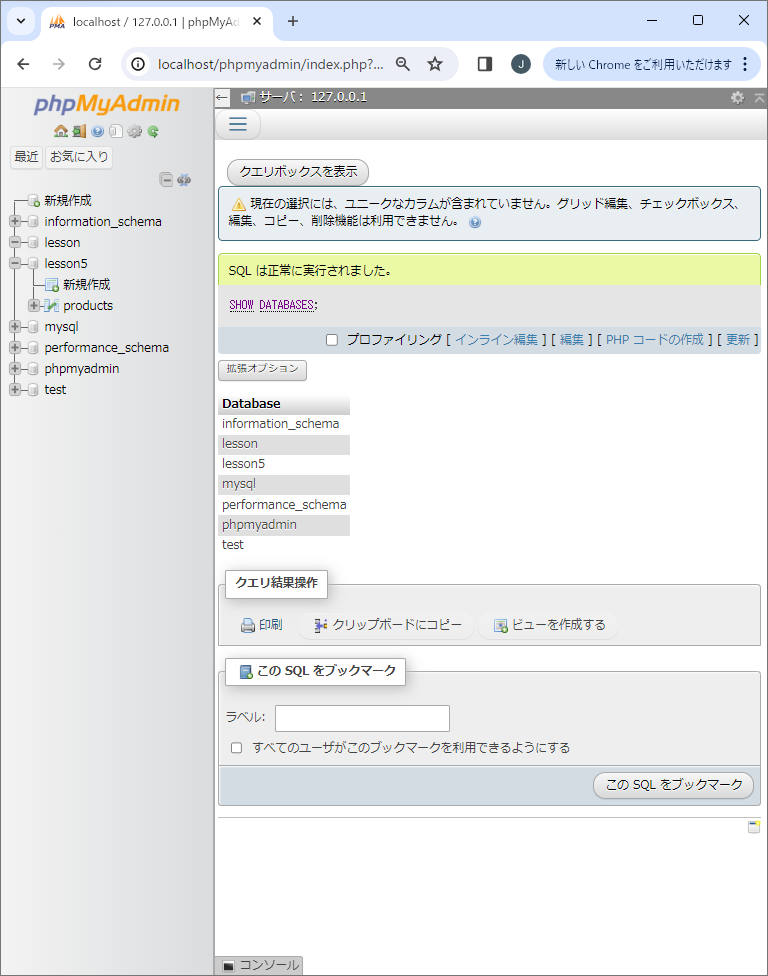 localhost / 127.0.0.1 | phpMyAd
localhost/phpmyadmin/index.php?...
J
新しい Chrome をご利用いただけます
phpMyAdmin
最近
お気に入り
新規作成
information_schema
lesson
lesson5
新規作成
products
mysql
performance_schema
phpmyadmin
test
サーバ: 127.0.0.1
クエリボックスを表示
現在の選択には、ユニークなカラムが含まれていません。グリッド編集、チェックボックス、
編集、コピー、削除機能は利用できません。
SQL は正常に実行されました。
SHOW DATABASES;
プロファイリング [ インライン編集 ] [ 編集 ] [ PHP コードの作成 ] [ 更新 ]
拡張オプション
Database
information_schema
lesson
lesson5
mysql
performance_schema
phpmyadmin
test
クエリ結果操作
印刷
クリップボードにコピー
ビューを作成する
この SQL をブックマーク
ラベル:
すべてのユーザがこのブックマークを利用できるようにする
この SQL をブックマーク
コンソール